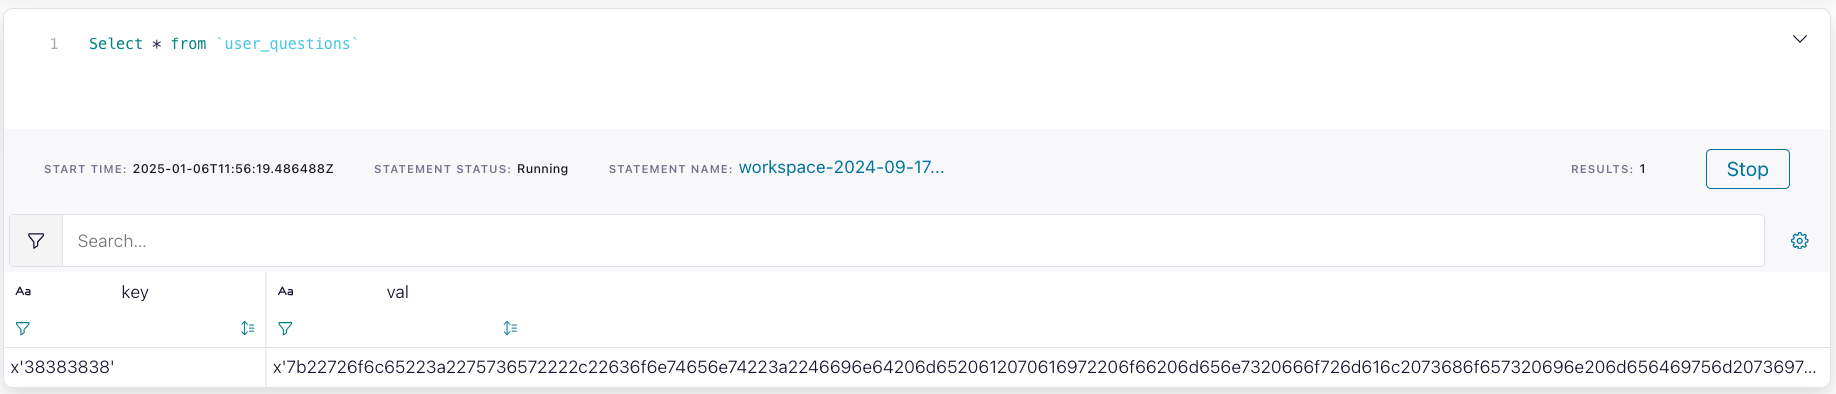 1 Select * from `user_questions`
START TIME: 2025-01-06T11:56:19.486488Z STATEMENT STATUS: Running STATEMENT NAME: workspace-2024-09-17... RESULTS: 1 Stop
Search...
Aa key Aa val
x'38383838' x'7b22726f6c65223a2275736572222c22636f6e74656e74223a2246696e64206d6520612070616972206f66206d656e7320666f726d616c2073686f657320696e206d656469756d2073697...